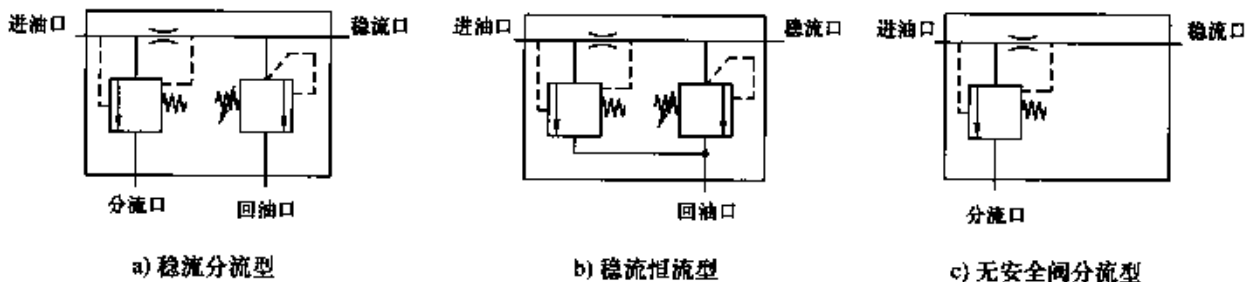 进油口 稳流口 进油口 稳流口 进油口 稳流口
分流口 回油口 回油口 分流口
a) 稳流分流型 b) 稳流恒流型 c) 无安全阀分流型